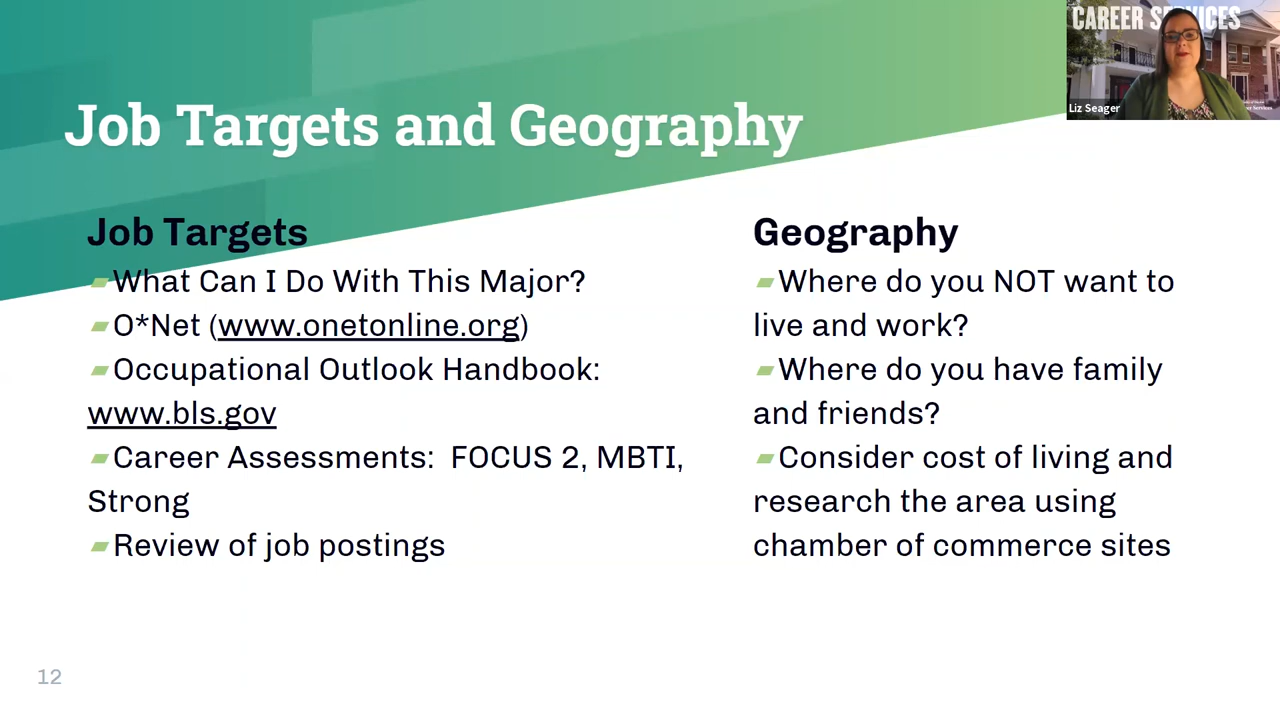 CAREER SERVICES
Liz Seager
Job Targets and Geography
Job Targets
What Can I Do With This Major?
O*Net (www.onetonline.org)
Occupational Outlook Handbook:
www.bls.gov
Career Assessments: FOCUS 2, MBTI,
Strong
Review of job postings
Geography
Where do you NOT want to
live and work?
Where do you have family
and friends?
Consider cost of living and
research the area using
chamber of commerce sites
12